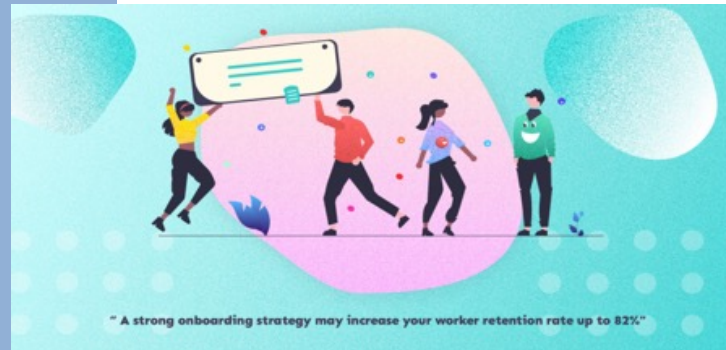 " A strong onboarding strategy may increase your worker retention rate up to 82%"